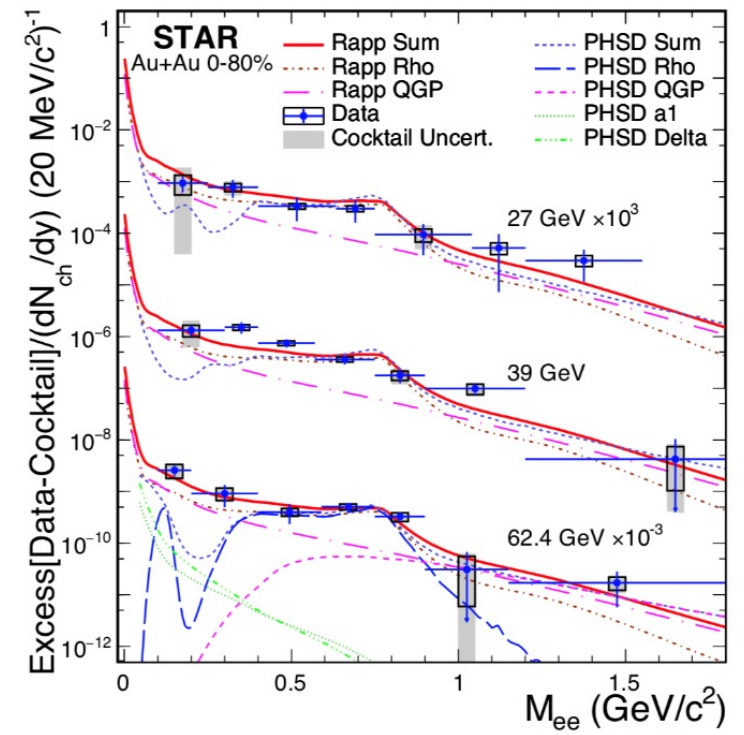 Excess[Data-Cocktail]/(dN_ch/dy) (20 MeV/c²)⁻¹
1
10⁻²
10⁻⁴
10⁻⁶
10⁻⁸
10⁻¹⁰
10⁻¹²
STAR
Au+Au 0-80%
Rapp Sum
Rapp Rho
Rapp QGP
Data
Cocktail Uncert.
PHSD Sum
PHSD Rho
PHSD QGP
PHSD a1
PHSD Delta
27 GeV ×10³
39 GeV
62.4 GeV ×10⁻³
0 0.5 1 1.5
M_ee (GeV/c²)